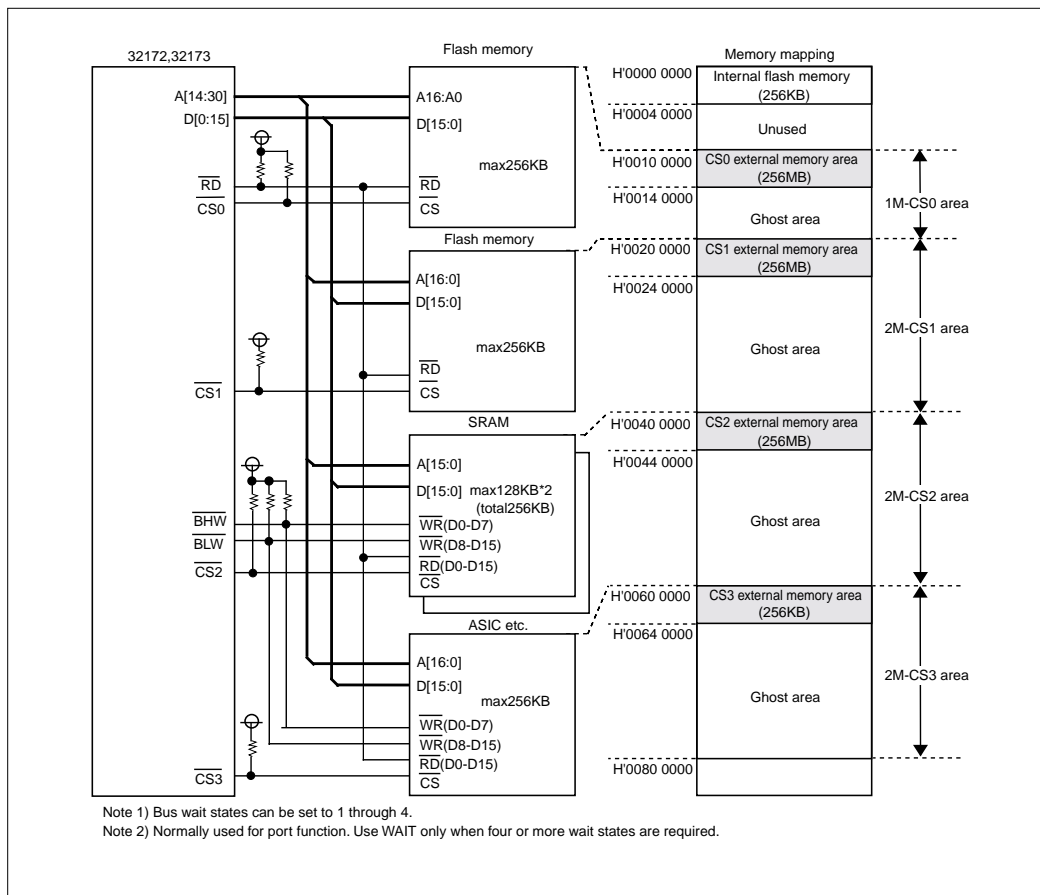 32172,32173
A[14:30]
D[0:15]
RD
CS0
CS1
BHW
BLW
CS2
CS3
Flash memory
A16:A0
D[15:0]
max256KB
RD
CS
Flash memory
A[16:0]
D[15:0]
max256KB
RD
CS
SRAM
A[15:0]
D[15:0]
max128KB*2
(total256KB)
WR(D0-D7)
WR(D8-D15)
RD(D0-D15)
CS
ASIC etc.
A[16:0]
D[15:0]
max256KB
WR(D0-D7)
WR(D8-D15)
RD(D0-D15)
CS
Memory mapping
H'0000 0000
Internal flash memory
(256KB)
H'0004 0000
Unused
H'0010 0000
CS0 external memory area
(256MB)
H'0014 0000
Ghost area
1M-CS0 area
H'0020 0000
CS1 external memory area
(256MB)
H'0024 0000
Ghost area
2M-CS1 area
H'0040 0000
CS2 external memory area
(256MB)
H'0044 0000
Ghost area
2M-CS2 area
H'0060 0000
CS3 external memory area
(256KB)
H'0064 0000
Ghost area
2M-CS3 area
H'0080 0000
Note 1) Bus wait states can be set to 1 through 4.
Note 2) Normally used for port function. Use WAIT only when four or more wait states are required.